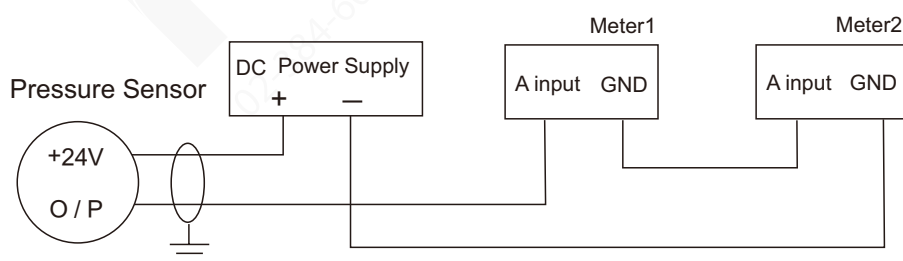 Meter1
Meter2
DC Power Supply
+ —
A input GND
A input GND
Pressure Sensor
+24V
O / P